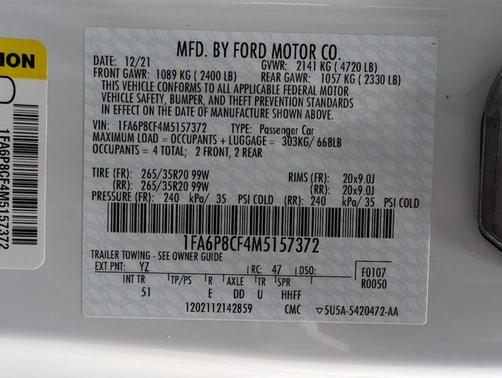 MFD. BY FORD MOTOR CO.
12/21 GVWR: 2141 KG ( 4720 LB)
FRONT GAWR: 1089 KG ( 2400 LB) REAR GAWR: 1057 KG ( 2330 LB)
THIS VEHICLE CONFORMS TO ALL APPLICABLE FEDERAL MOTOR
VEHICLE SAFETY, BUMPER, AND THEFT PREVENTION STANDARDS
IN EFFECT ON THE DATE OF MANUFACTURE SHOWN ABOVE.
VIN: 1FA6P8CF4M5157372 TYPE: Passenger Car
MAXIMUM LOAD = OCCUPANTS + LUGGAGE = 303KG/ 668LB
OCCUPANTS = 4 TOTAL; 2 FRONT, 2 REAR
TIRE (FR): 265/35R20 99W RIMS (FR): 20x9.0J
(RR): 265/35R20 99W (RR): 20x9.0J
PRESSURE (FR): 240 kPa/ 35 PSI COLD (RR): 240 kPa/ 35 PSI COLD
1FA6P8CF4M5157372
TRAILER TOWING - SEE OWNER GUIDE
EXT PNT: YZ RC: 47 DSO: F0107
INT TR TP/PS R AXLE TR SPR R0050
51 E DD U HHFF
1202112142859 CMC ▽5U5A-5420472-AA
ION
1FA6P8CF4M5157372